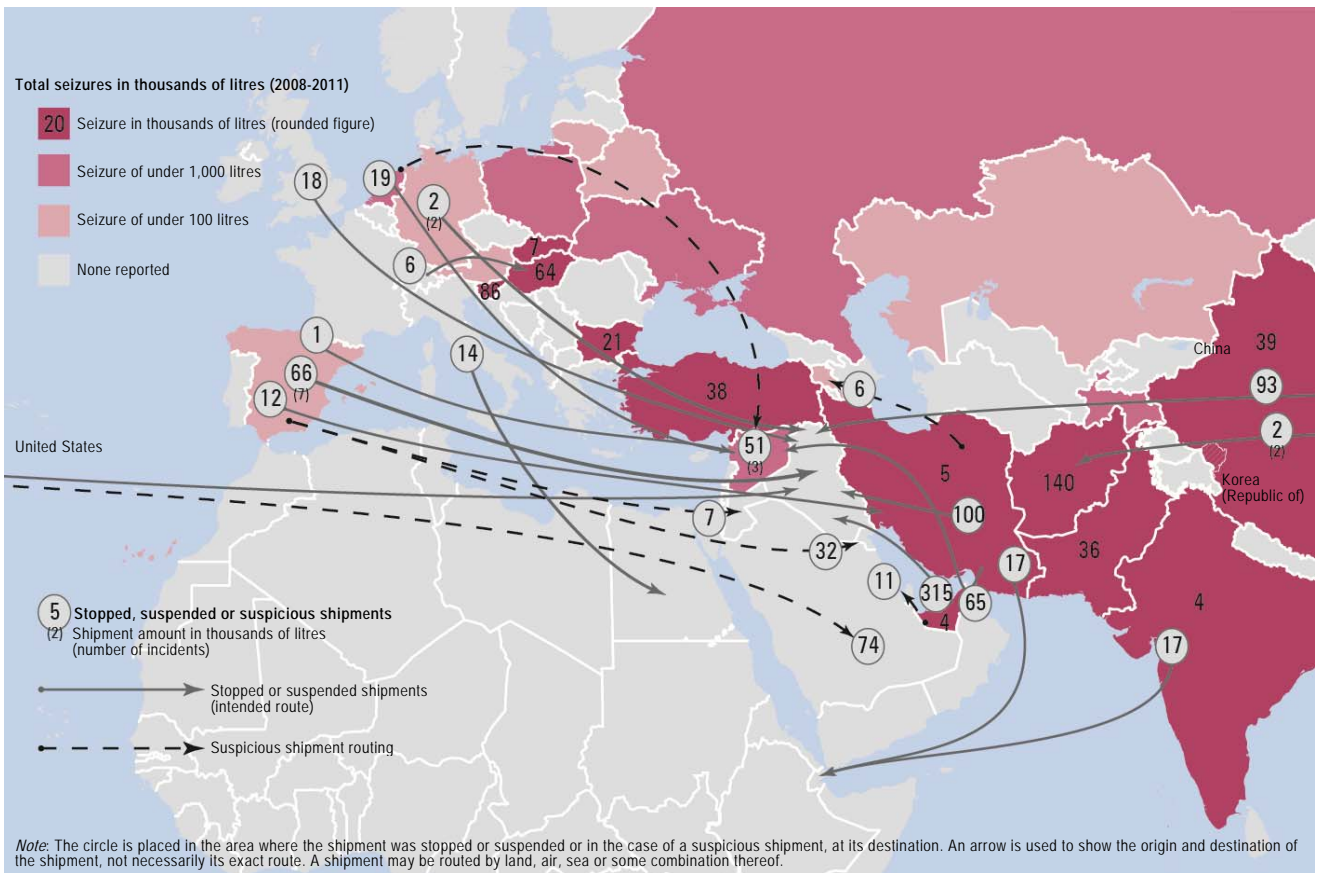 Total seizures in thousands of litres (2008-2011)
20 Seizure in thousands of litres (rounded figure)
Seizure of under 1,000 litres
Seizure of under 100 litres
None reported
18
19
2
(2)
6
7
64
86
1
66
(7)
12
14
21
38
6
China
39
93
2
(2)
United States
51
(3)
5
140
Korea
(Republic of)
7
100
32
36
11
315
65
17
4
4
74
17
5 Stopped, suspended or suspicious shipments
(2) Shipment amount in thousands of litres
(number of incidents)
Stopped or suspended shipments
(intended route)
Suspicious shipment routing
Note: The circle is placed in the area where the shipment was stopped or suspended or in the case of a suspicious shipment, at its destination. An arrow is used to show the origin and destination of
the shipment, not necessarily its exact route. A shipment may be routed by land, air, sea or some combination thereof.